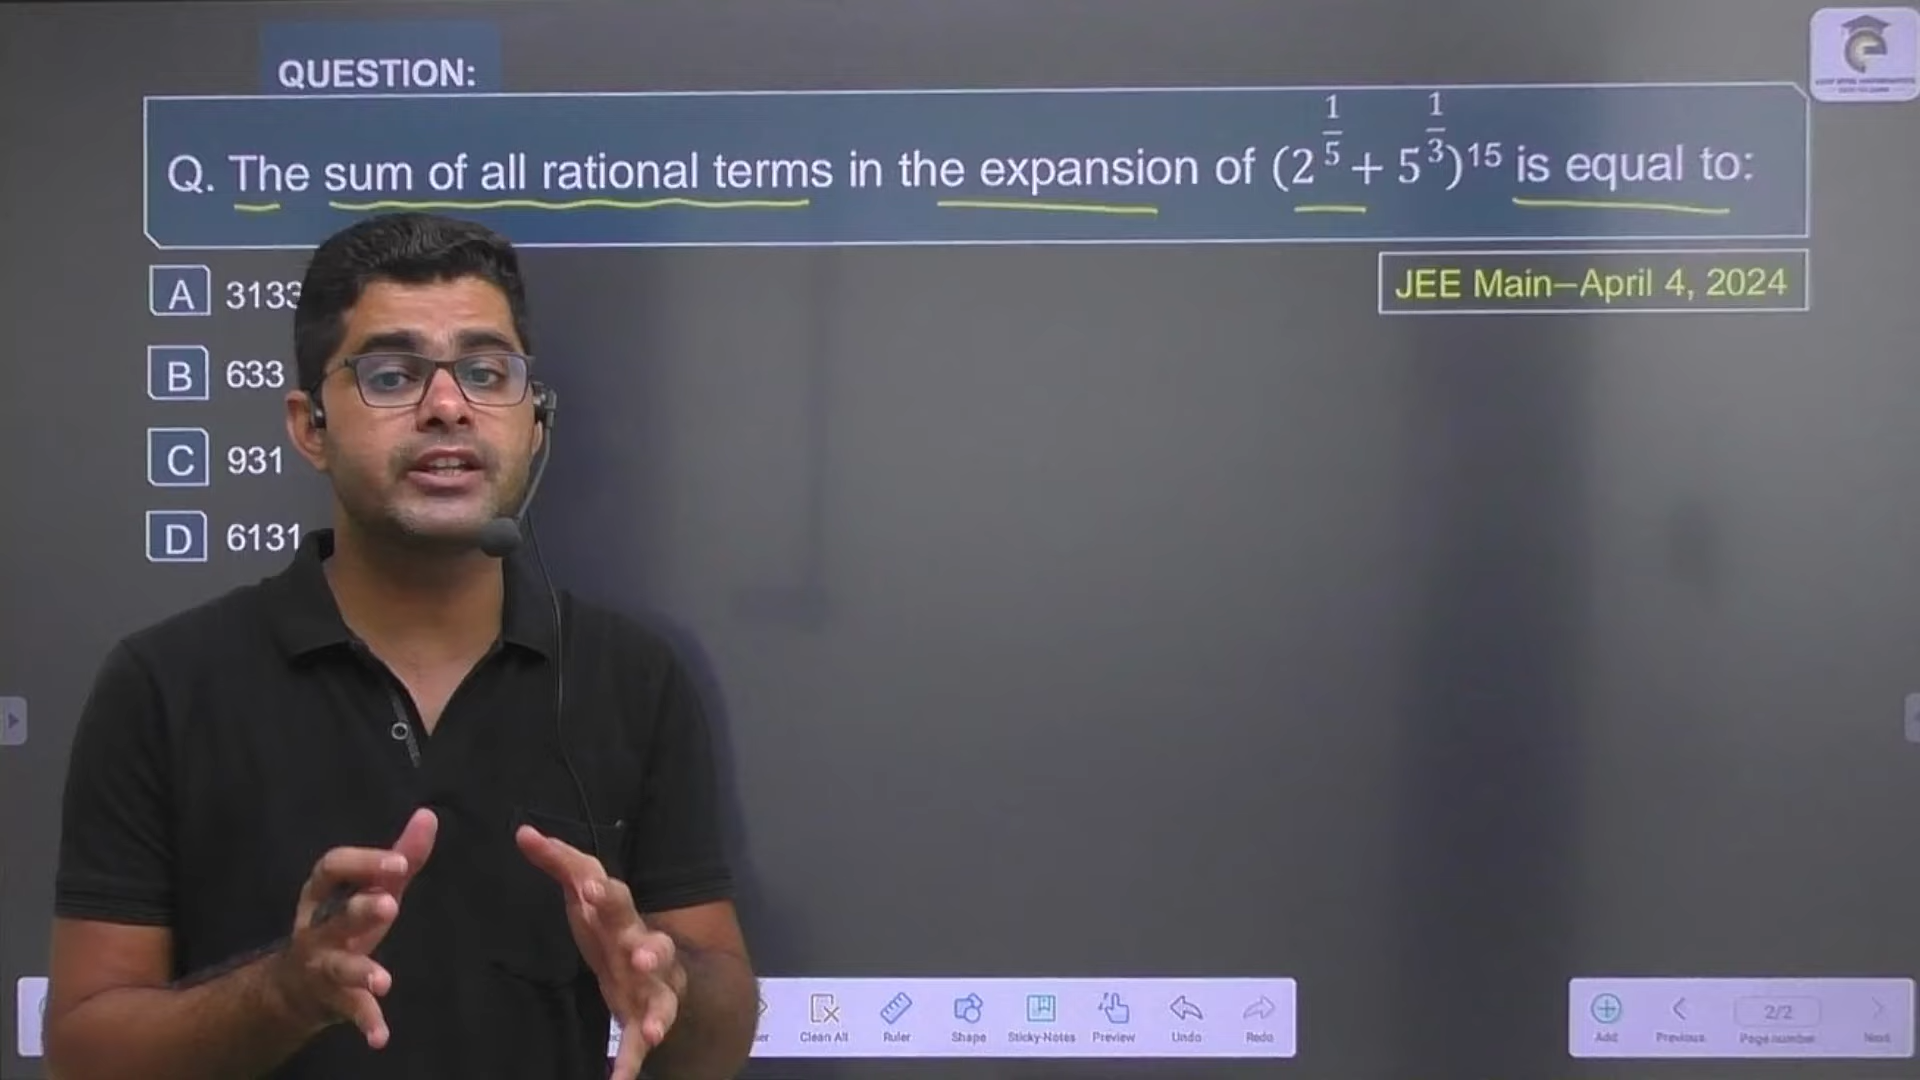 QUESTION:
Q. The sum of all rational terms in the expansion of (2^{1/5} + 5^{1/3})^{15} is equal to:
JEE Main–April 4, 2024
A 3133
B 633
C 931
D 6131
Clean All Ruler Shape Sticky-Notes Preview Undo Redo
Add Previous Page number Next
2/2